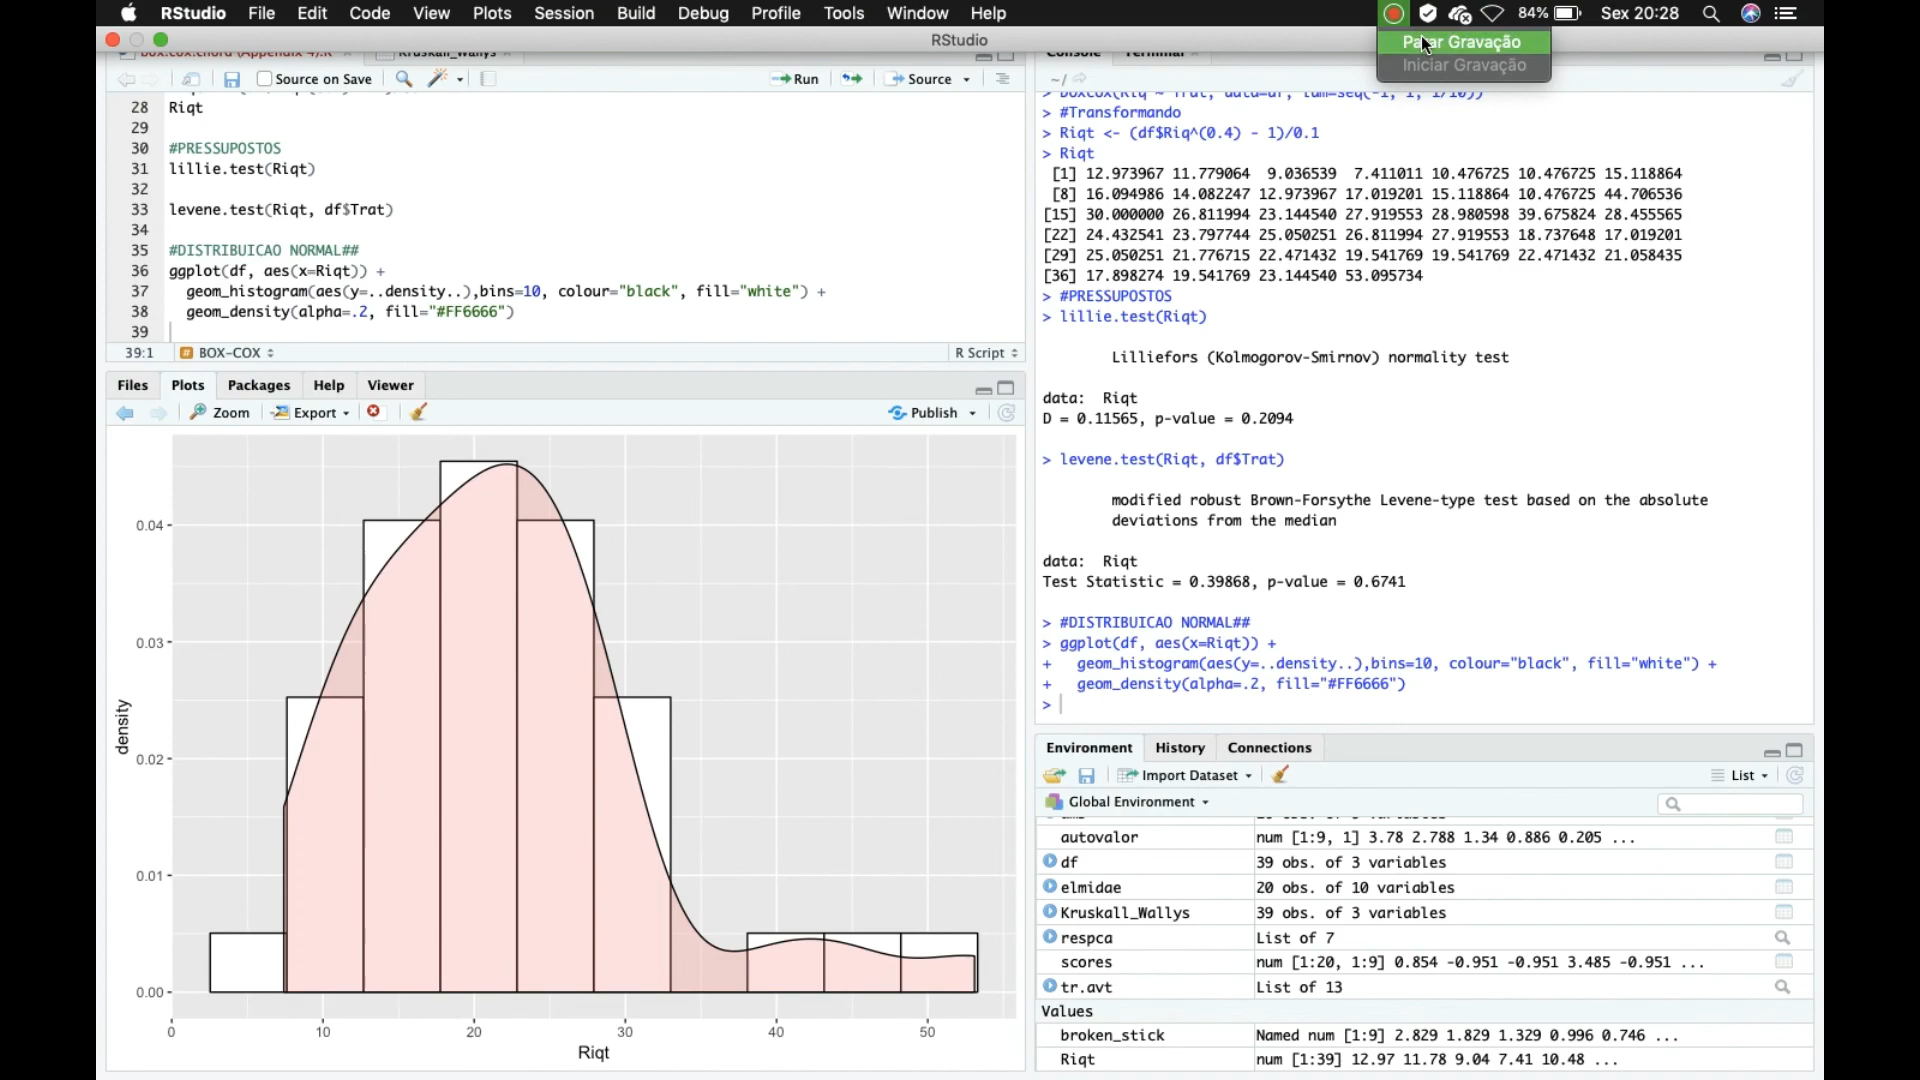 RStudio File Edit Code View Plots Session Build Debug Profile Tools Window Help 84% Sex 20:28
RStudio
Parar Gravação
Iniciar Gravação
Source on Save Run Source
28 Riqt
29
30 #PRESSUPOSTOS
31 lillie.test(Riqt)
32
33 levene.test(Riqt, df$Trat)
34
35 #DISTRIBUICAO NORMAL##
36 ggplot(df, aes(x=Riqt)) +
37 geom_histogram(aes(y=..density..),bins=10, colour="black", fill="white") +
38 geom_density(alpha=.2, fill="#FF6666")
39
39:1 BOX-COX R Script
Files Plots Packages Help Viewer
Zoom Export Publish
density
0.04
0.03
0.02
0.01
0.00
0 10 20 30 40 50
Riqt
Console Terminal
~/
> #Transformando
> Riqt <- (df$Riq^(0.4) - 1)/0.1
> Riqt
[1] 12.973967 11.779064 9.036539 7.411011 10.476725 10.476725 15.118864
[8] 16.094986 14.082247 12.973967 17.019201 15.118864 10.476725 44.706536
[15] 30.000000 26.811994 23.144540 27.919553 28.980598 39.675824 28.455565
[22] 24.432541 23.797744 25.050251 26.811994 27.919553 18.737648 17.019201
[29] 25.050251 21.776715 22.471432 19.541769 19.541769 22.471432 21.058435
[36] 17.898274 19.541769 23.144540 53.095734
> #PRESSUPOSTOS
> lillie.test(Riqt)
Lilliefors (Kolmogorov-Smirnov) normality test
data: Riqt
D = 0.11565, p-value = 0.2094
> levene.test(Riqt, df$Trat)
modified robust Brown-Forsythe Levene-type test based on the absolute
deviations from the median
data: Riqt
Test Statistic = 0.39868, p-value = 0.6741
> #DISTRIBUICAO NORMAL##
> ggplot(df, aes(x=Riqt)) +
+ geom_histogram(aes(y=..density..),bins=10, colour="black", fill="white") +
+ geom_density(alpha=.2, fill="#FF6666")
>
Environment History Connections
Import Dataset List
Global Environment
autovalor num [1:9, 1] 3.78 2.788 1.34 0.886 0.205 ...
df 39 obs. of 3 variables
elmidae 20 obs. of 10 variables
Kruskall_Wallys 39 obs. of 3 variables
respca List of 7
scores num [1:20, 1:9] 0.854 -0.951 -0.951 3.485 -0.951 ...
tr.avt List of 13
Values
broken_stick Named num [1:9] 2.829 1.829 1.329 0.996 0.746 ...
Riqt num [1:39] 12.97 11.78 9.04 7.41 10.48 ...